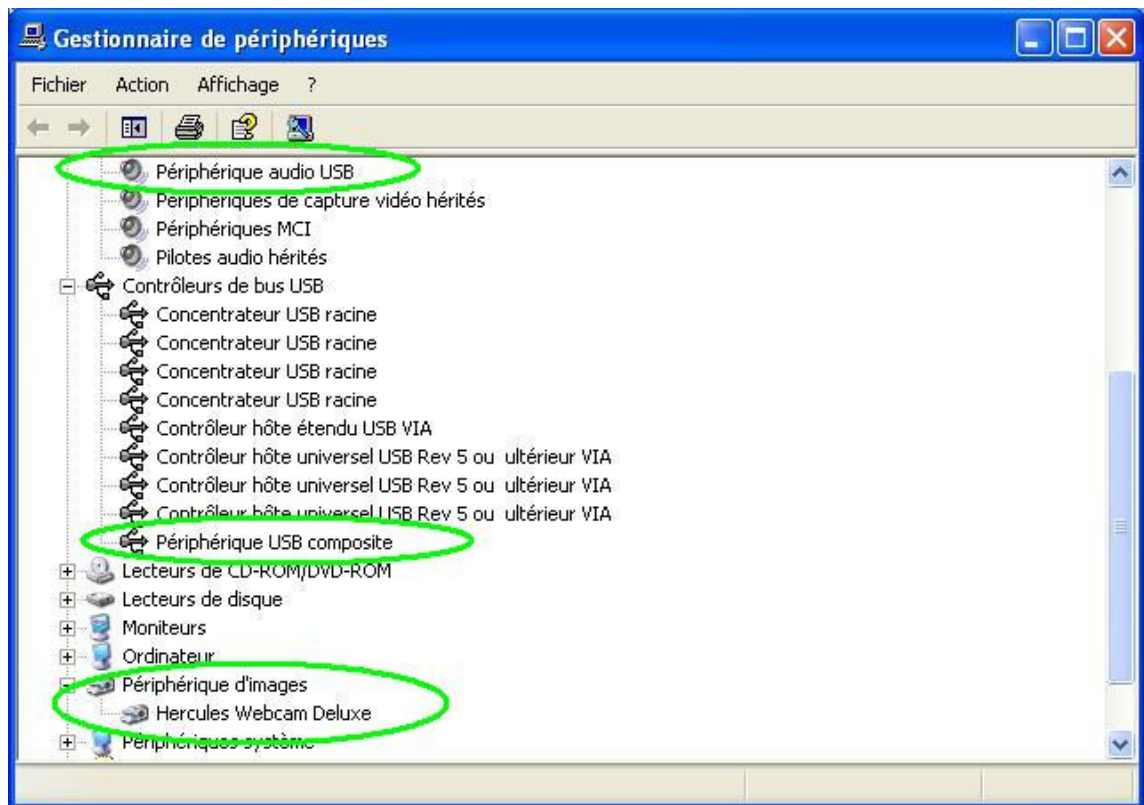 Gestionnaire de périphériques
Fichier Action Affichage ?
Périphérique audio USB
Périphériques de capture vidéo hérités
Périphériques MCI
Pilotes audio hérités
Contrôleurs de bus USB
Concentrateur USB racine
Concentrateur USB racine
Concentrateur USB racine
Concentrateur USB racine
Contrôleur hôte étendu USB VIA
Contrôleur hôte universel USB Rev 5 ou ultérieur VIA
Contrôleur hôte universel USB Rev 5 ou ultérieur VIA
Contrôleur hôte universel USB Rev 5 ou ultérieur VIA
Périphérique USB composite
Lecteurs de CD-ROM/DVD-ROM
Lecteurs de disque
Moniteurs
Ordinateur
Périphérique d'images
Hercules Webcam Deluxe
Périphériques système